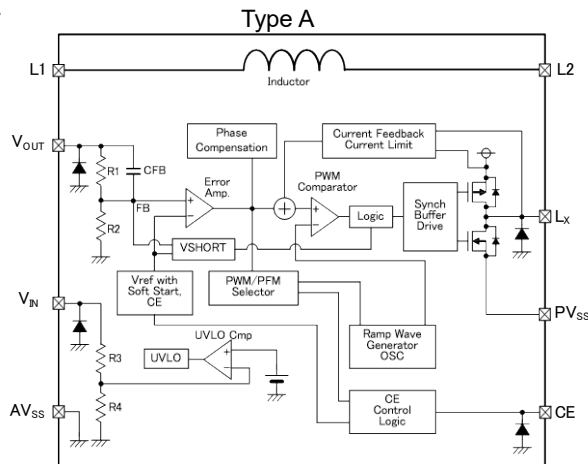 Type A
L1
L2
Inductor
VOUT
Phase
Compensation
Current Feedback
Current Limit
R1
CFB
Error
Amp.
PWM
Comparator
FB
R2
Logic
Synch
Buffer
Drive
LX
VSHORT
Vref with
Soft Start,
CE
PWM/PFM
Selector
VIN
PVSS
UVLO Cmp
Ramp Wave
Generator
OSC
R3
UVLO
R4
CE
Control
Logic
AVSS
CE
+
−
+
+
−
+
−